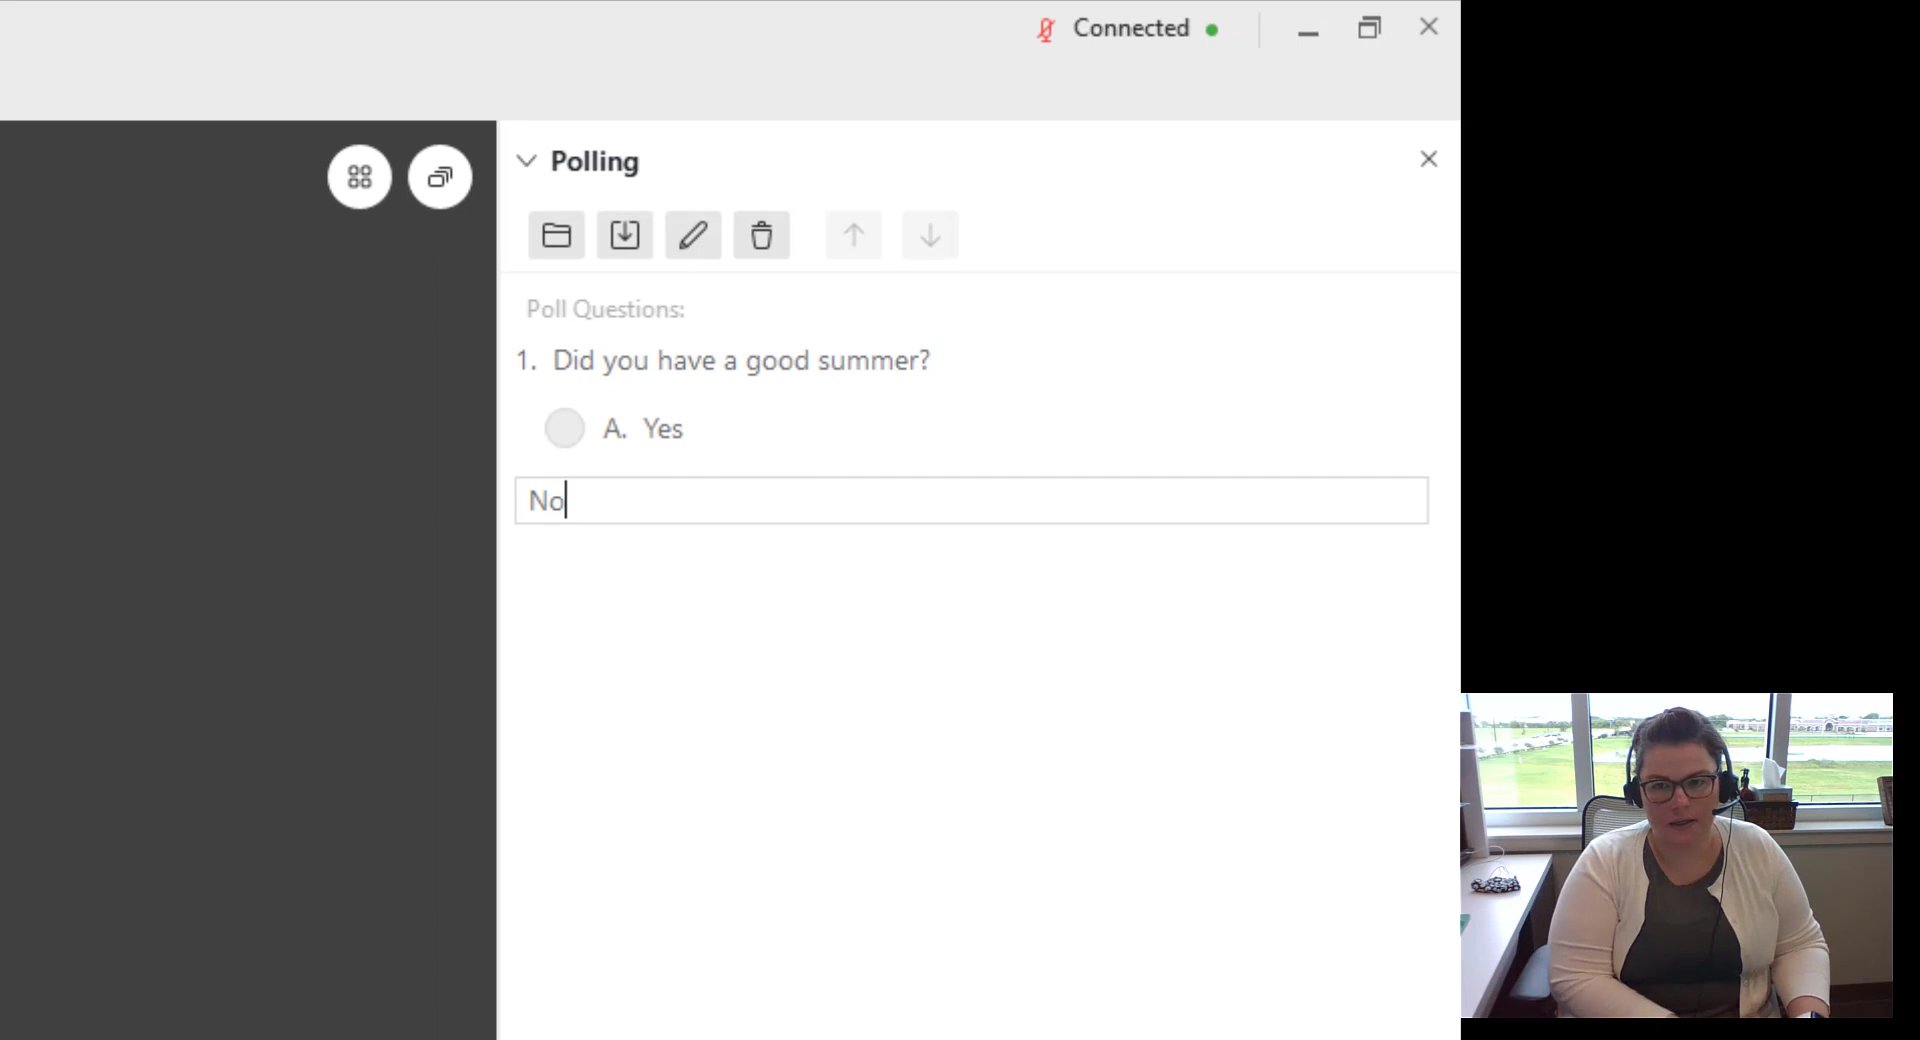 Connected
Polling
Poll Questions:
1. Did you have a good summer?
A. Yes
No